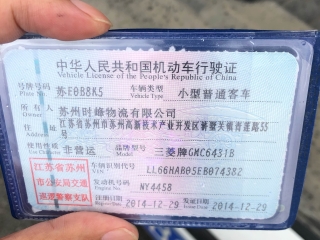 中华人民共和国机动车行驶证
Vehicle License of the People's Republic of China
号牌号码 苏E0B8K5 车辆类型 小型普通客车
Plate No. Vehicle Type
所有人 苏州时峰物流有限公司
Owner
住址 江苏省苏州市苏州高新技术产业开发区浒墅关镇青莲路55号
Address
使用性质 非营运 品牌型号 三菱牌GMC6431B
Use Character Model
江苏省苏州
市公安局交通
巡逻警察支队
车辆识别代号 LL66HAB05EB074382
VIN
发动机号码 NY4458
Engine No.
注册日期 2014-12-29 发证日期 2014-12-29
Register Date Issue Date